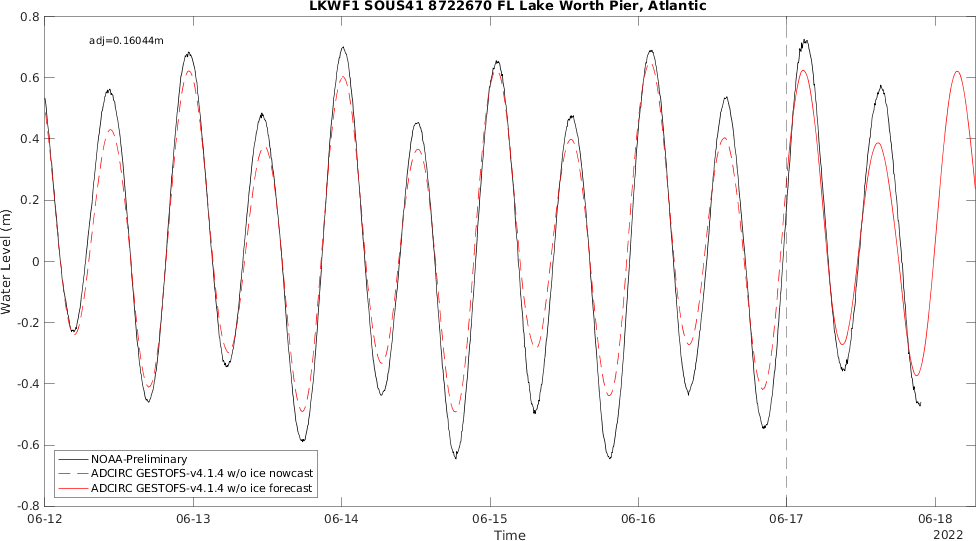 LKWF1 SOUS41 8722670 FL Lake Worth Pier, Atlantic
adj=0.16044m
Water Level (m)
0.8
0.6
0.4
0.2
0
-0.2
-0.4
-0.6
-0.8
NOAA-Preliminary
ADCIRC GESTOFS-v4.1.4 w/o ice nowcast
ADCIRC GESTOFS-v4.1.4 w/o ice forecast
06-12 06-13 06-14 06-15 06-16 06-17 06-18
Time
2022